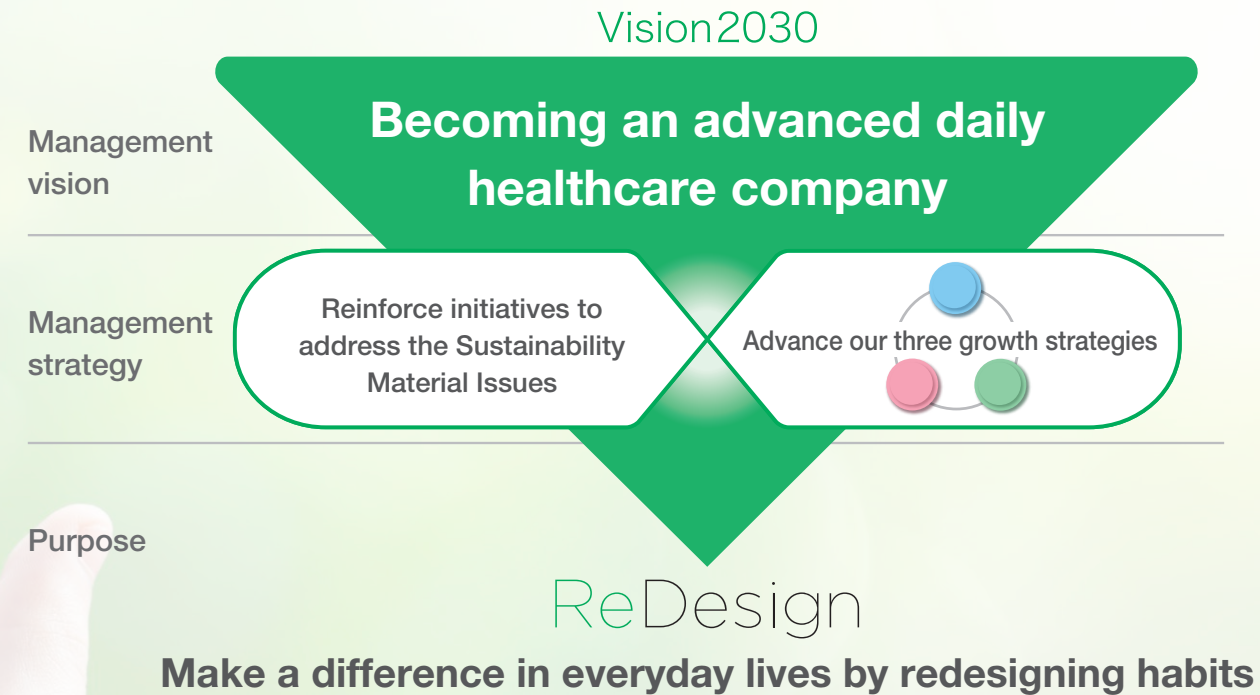 Vision2030
Management
vision
Becoming an advanced daily
healthcare company
Management
strategy
Reinforce initiatives to
address the Sustainability
Material Issues
Advance our three growth strategies
Purpose
ReDesign
Make a difference in everyday lives by redesigning habits